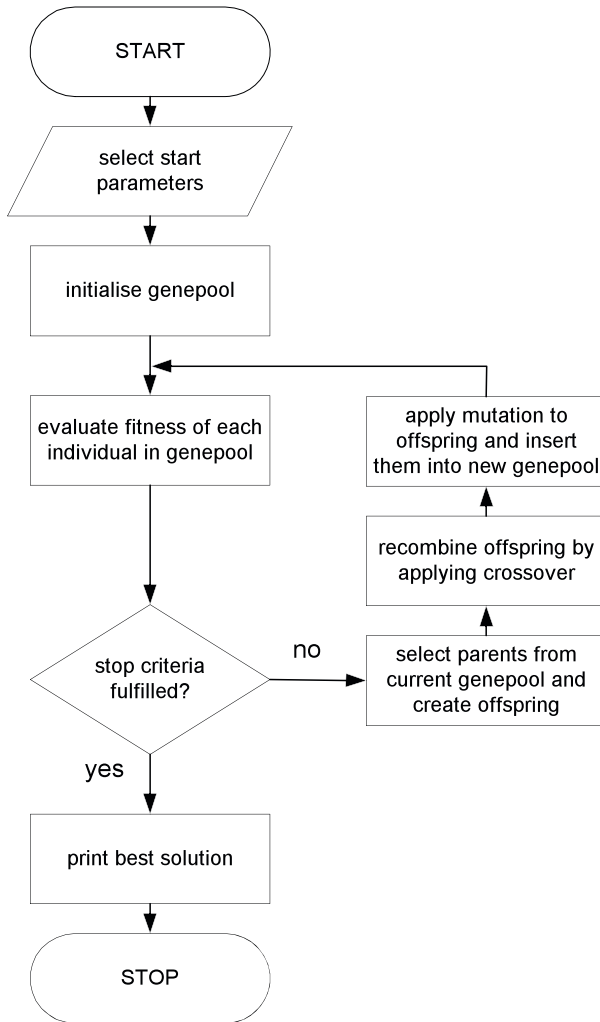 START
select start
parameters
initialise genepool
evaluate fitness of each
individual in genepool
apply mutation to
offspring and insert
them into new genepool
recombine offspring by
applying crossover
stop criteria
fulfilled?
no
select parents from
current genepool and
create offspring
yes
print best solution
STOP